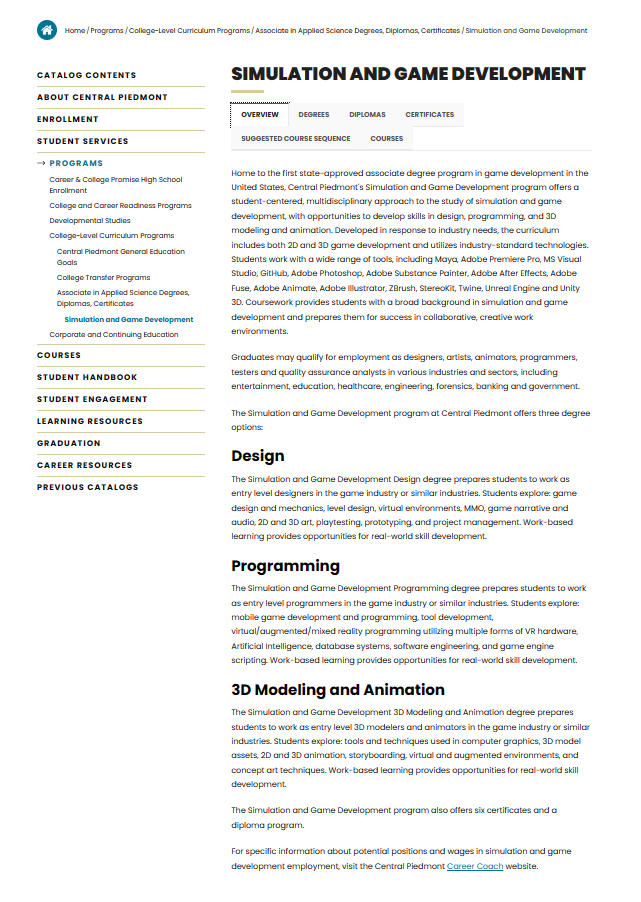 Home / Programs / College-Level Curriculum Programs / Associate in Applied Science Degrees, Diplomas, Certificates / Simulation and Game Development
CATALOG CONTENTS
ABOUT CENTRAL PIEDMONT
ENROLLMENT
STUDENT SERVICES
→ PROGRAMS
Career & College Promise High School
Enrollment
College and Career Readiness Programs
Developmental Studies
College-Level Curriculum Programs
Central Piedmont General Education
Goals
College Transfer Programs
Associate in Applied Science Degrees,
Diplomas, Certificates
Simulation and Game Development
Corporate and Continuing Education
COURSES
STUDENT HANDBOOK
STUDENT ENGAGEMENT
LEARNING RESOURCES
GRADUATION
CAREER RESOURCES
PREVIOUS CATALOGS
SIMULATION AND GAME DEVELOPMENT
OVERVIEW DEGREES DIPLOMAS CERTIFICATES
SUGGESTED COURSE SEQUENCE COURSES
Home to the first state-approved associate degree program in game development in the
United States, Central Piedmont's Simulation and Game Development program offers a
student-centered, multidisciplinary approach to the study of simulation and game
development, with opportunities to develop skills in design, programming, and 3D
modeling and animation. Developed in response to industry needs, the curriculum
includes both 2D and 3D game development and utilizes industry-standard technologies.
Students work with a wide range of tools, including Maya, Adobe Premiere Pro, MS Visual
Studio, GitHub, Adobe Photoshop, Adobe Substance Painter, Adobe After Effects, Adobe
Fuse, Adobe Animate, Adobe Illustrator, ZBrush, StereoKit, Twine, Unreal Engine and Unity
3D. Coursework provides students with a broad background in simulation and game
development and prepares them for success in collaborative, creative work
environments.
Graduates may qualify for employment as designers, artists, animators, programmers,
testers and quality assurance analysts in various industries and sectors, including
entertainment, education, healthcare, engineering, forensics, banking and government.
The Simulation and Game Development program at Central Piedmont offers three degree
options:
Design
The Simulation and Game Development Design degree prepares students to work as
entry level designers in the game industry or similar industries. Students explore: game
design and mechanics, level design, virtual environments, MMO, game narrative and
audio, 2D and 3D art, playtesting, prototyping, and project management. Work-based
learning provides opportunities for real-world skill development.
Programming
The Simulation and Game Development Programming degree prepares students to work
as entry level programmers in the game industry or similar industries. Students explore:
mobile game development and programming, tool development,
virtual/augmented/mixed reality programming utilizing multiple forms of VR hardware,
Artificial Intelligence, database systems, software engineering, and game engine
scripting. Work-based learning provides opportunities for real-world skill development.
3D Modeling and Animation
The Simulation and Game Development 3D Modeling and Animation degree prepares
students to work as entry level 3D modelers and animators in the game industry or similar
industries. Students explore: tools and techniques used in computer graphics, 3D model
assets, 2D and 3D animation, storyboarding, virtual and augmented environments, and
concept art techniques. Work-based learning provides opportunities for real-world skill
development.
The Simulation and Game Development program also offers six certificates and a
diploma program.
For specific information about potential positions and wages in simulation and game
development employment, visit the Central Piedmont Career Coach website.